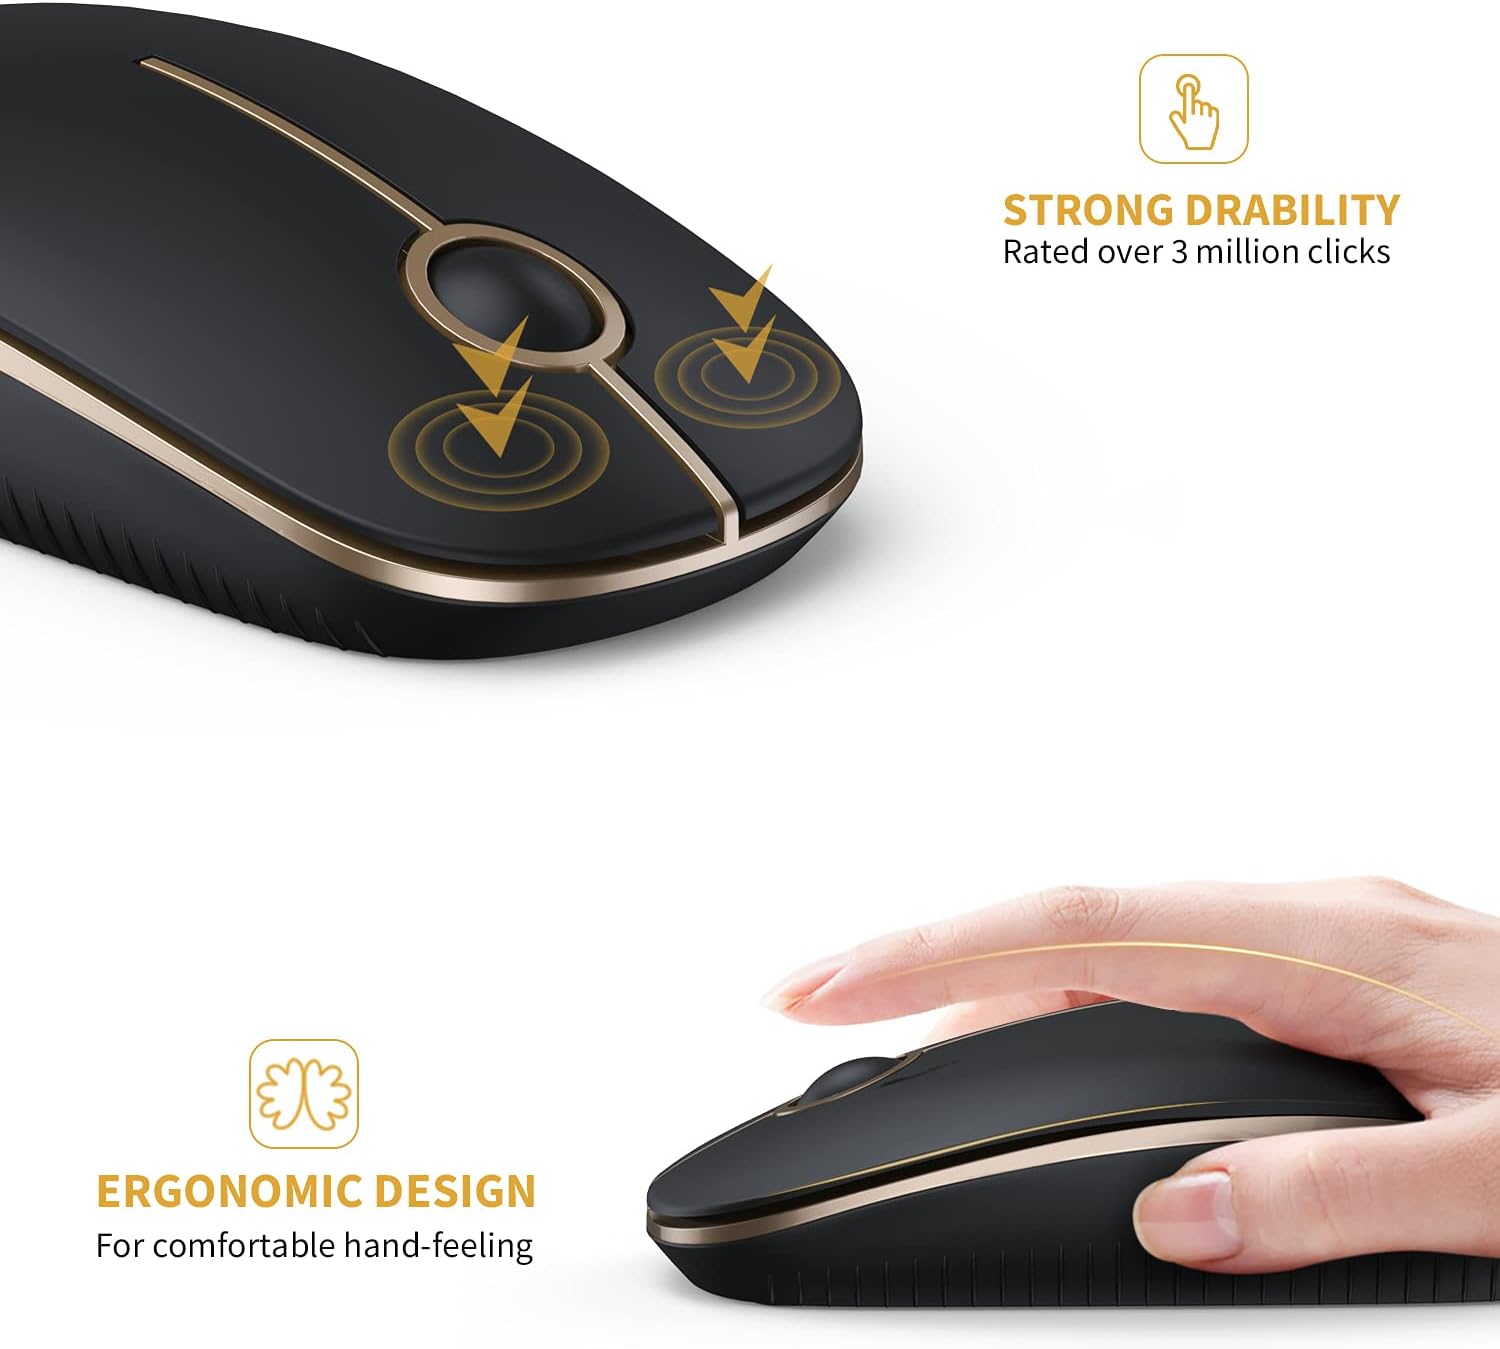 STRONG DRABILITY
Rated over 3 million clicks
ERGONOMIC DESIGN
For comfortable hand-feeling